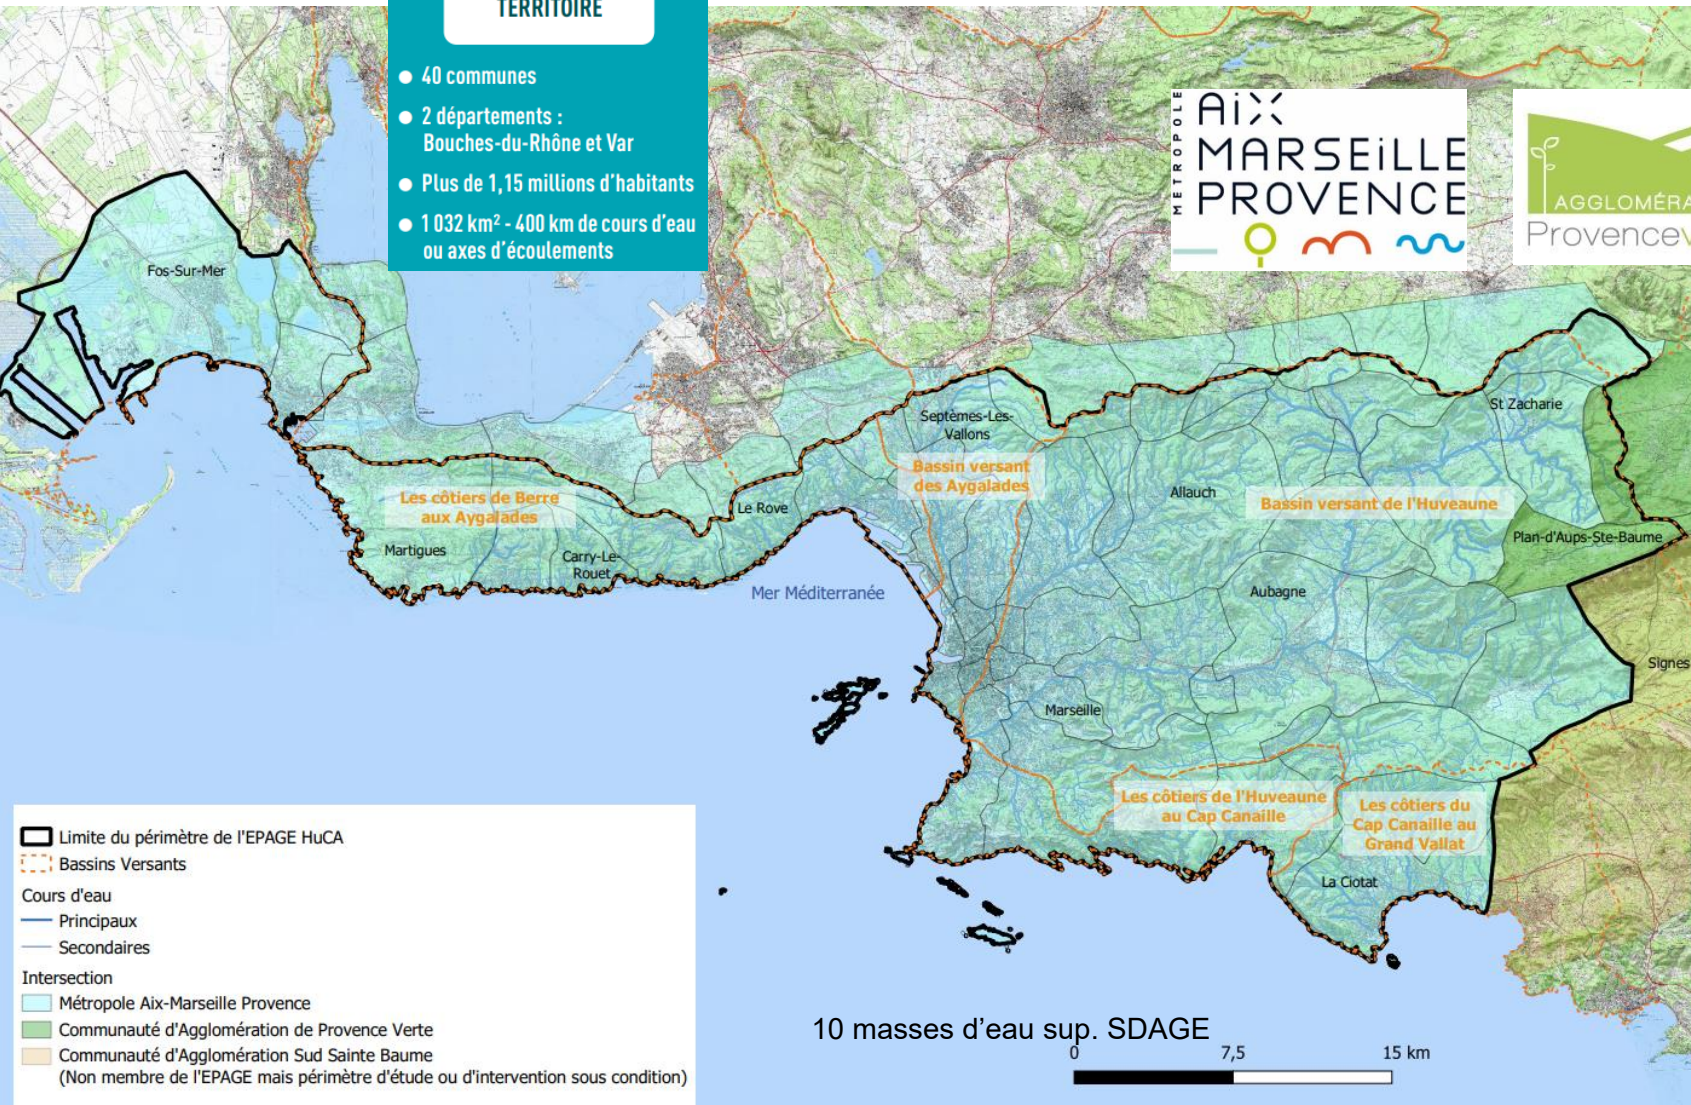 TERRITOIRE
● 40 communes
● 2 départements :
Bouches-du-Rhône et Var
● Plus de 1,15 millions d'habitants
● 1 032 km² - 400 km de cours d'eau
ou axes d'écoulements
METROPOLE
AiX
MARSEiLLE
PROVENCE
AGGLOMÉRA
Provence
Fos-Sur-Mer
Septèmes-Les-
Vallons
St Zacharie
Bassin versant
des Aygalades
Les côtiers de Berre
aux Aygalades
Le Rove
Allauch
Bassin versant de l'Huveaune
Martigues
Carry-Le-
Rouet
Plan-d'Aups-Ste-Baume
Mer Méditerranée
Aubagne
Signes
Marseille
Les côtiers de l'Huveaune
au Cap Canaille
Les côtiers du
Cap Canaille au
Grand Vallat
La Ciotat
Limite du périmètre de l'EPAGE HuCA
Bassins Versants
Cours d'eau
Principaux
Secondaires
Intersection
Métropole Aix-Marseille Provence
Communauté d'Agglomération de Provence Verte
Communauté d'Agglomération Sud Sainte Baume
(Non membre de l'EPAGE mais périmètre d'étude ou d'intervention sous condition)
10 masses d'eau sup. SDAGE
0 7,5 15 km